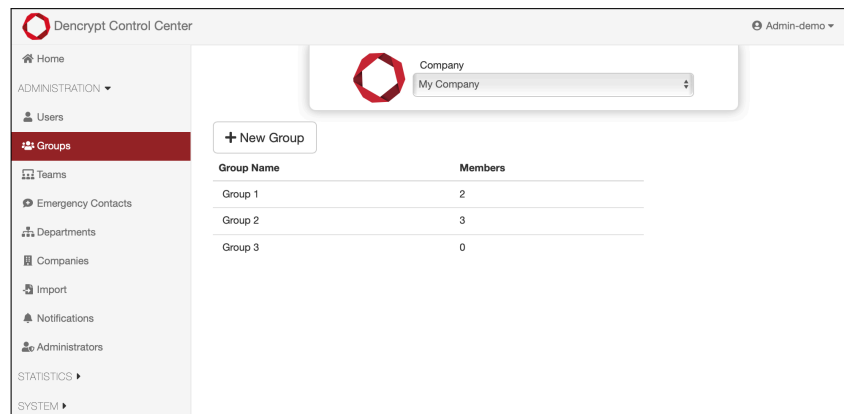 Dencrypt Control Center
Admin-demo
Home
ADMINISTRATION
Users
Groups
Teams
Emergency Contacts
Departments
Companies
Import
Notifications
Administrators
STATISTICS
SYSTEM
Company
My Company
New Group
Group Name Members
Group 1 2
Group 2 3
Group 3 0